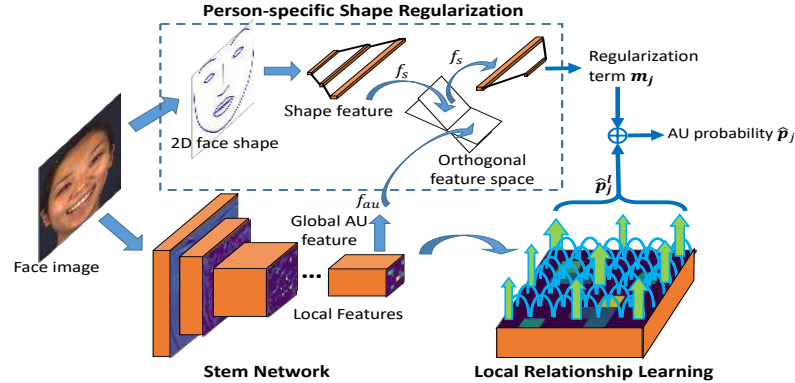 Person-specific Shape Regularization
f_s
f_s
Regularization
term m_j
Shape feature
2D face shape
Orthogonal
feature space
AU probability p̂_j
p̂_j^l
f_au
Global AU
feature
Face image
...
Local Features
Stem Network
Local Relationship Learning